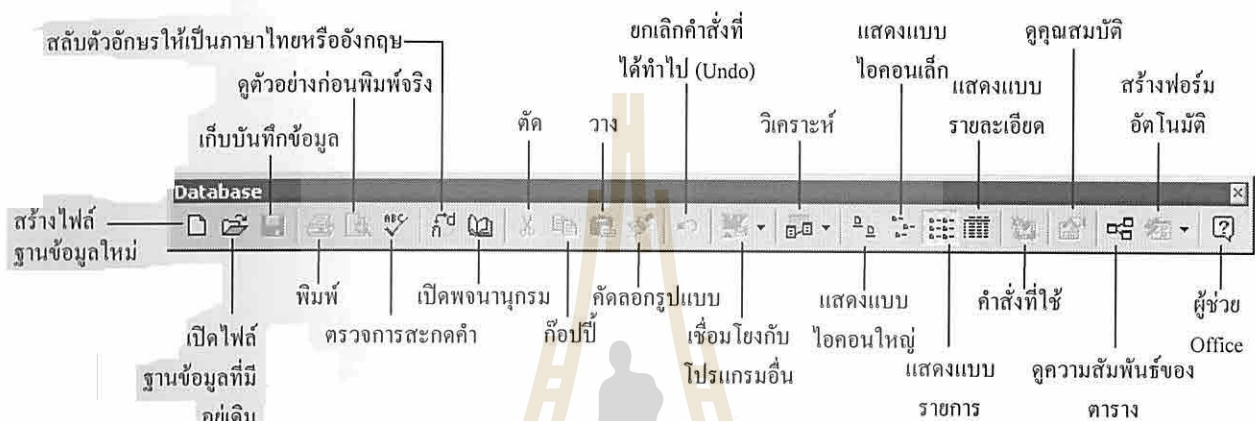 สลับตัวอักษรให้เป็นภาษาไทยหรืออังกฤษ
ดูตัวอย่างก่อนพิมพ์จริง
เก็บบันทึกข้อมูล
ตัด
วาง
ยกเลิกคำสั่งที่
ได้ทำไป (Undo)
วิเคราะห์
แสดงแบบ
ไอคอนเล็ก
แสดงแบบ
รายละเอียด
ดูคุณสมบัติ
สร้างฟอร์ม
อัตโนมัติ
Database
สร้างไฟล์
ฐานข้อมูลใหม่
ABC
เปิดไฟล์
ฐานข้อมูลที่มี
อยู่เดิม
พิมพ์
ตรวจการสะกดคำ
เปิดพจนานุกรม
ก๊อปปี้
คัดลอกรูปแบบ
เชื่อมโยงกับ
โปรแกรมอื่น
แสดงแบบ
ไอคอนใหญ่
แสดงแบบ
รายการ
คำสั่งที่ใช้
ดูความสัมพันธ์ของ
ตาราง
ผู้ช่วย
Office